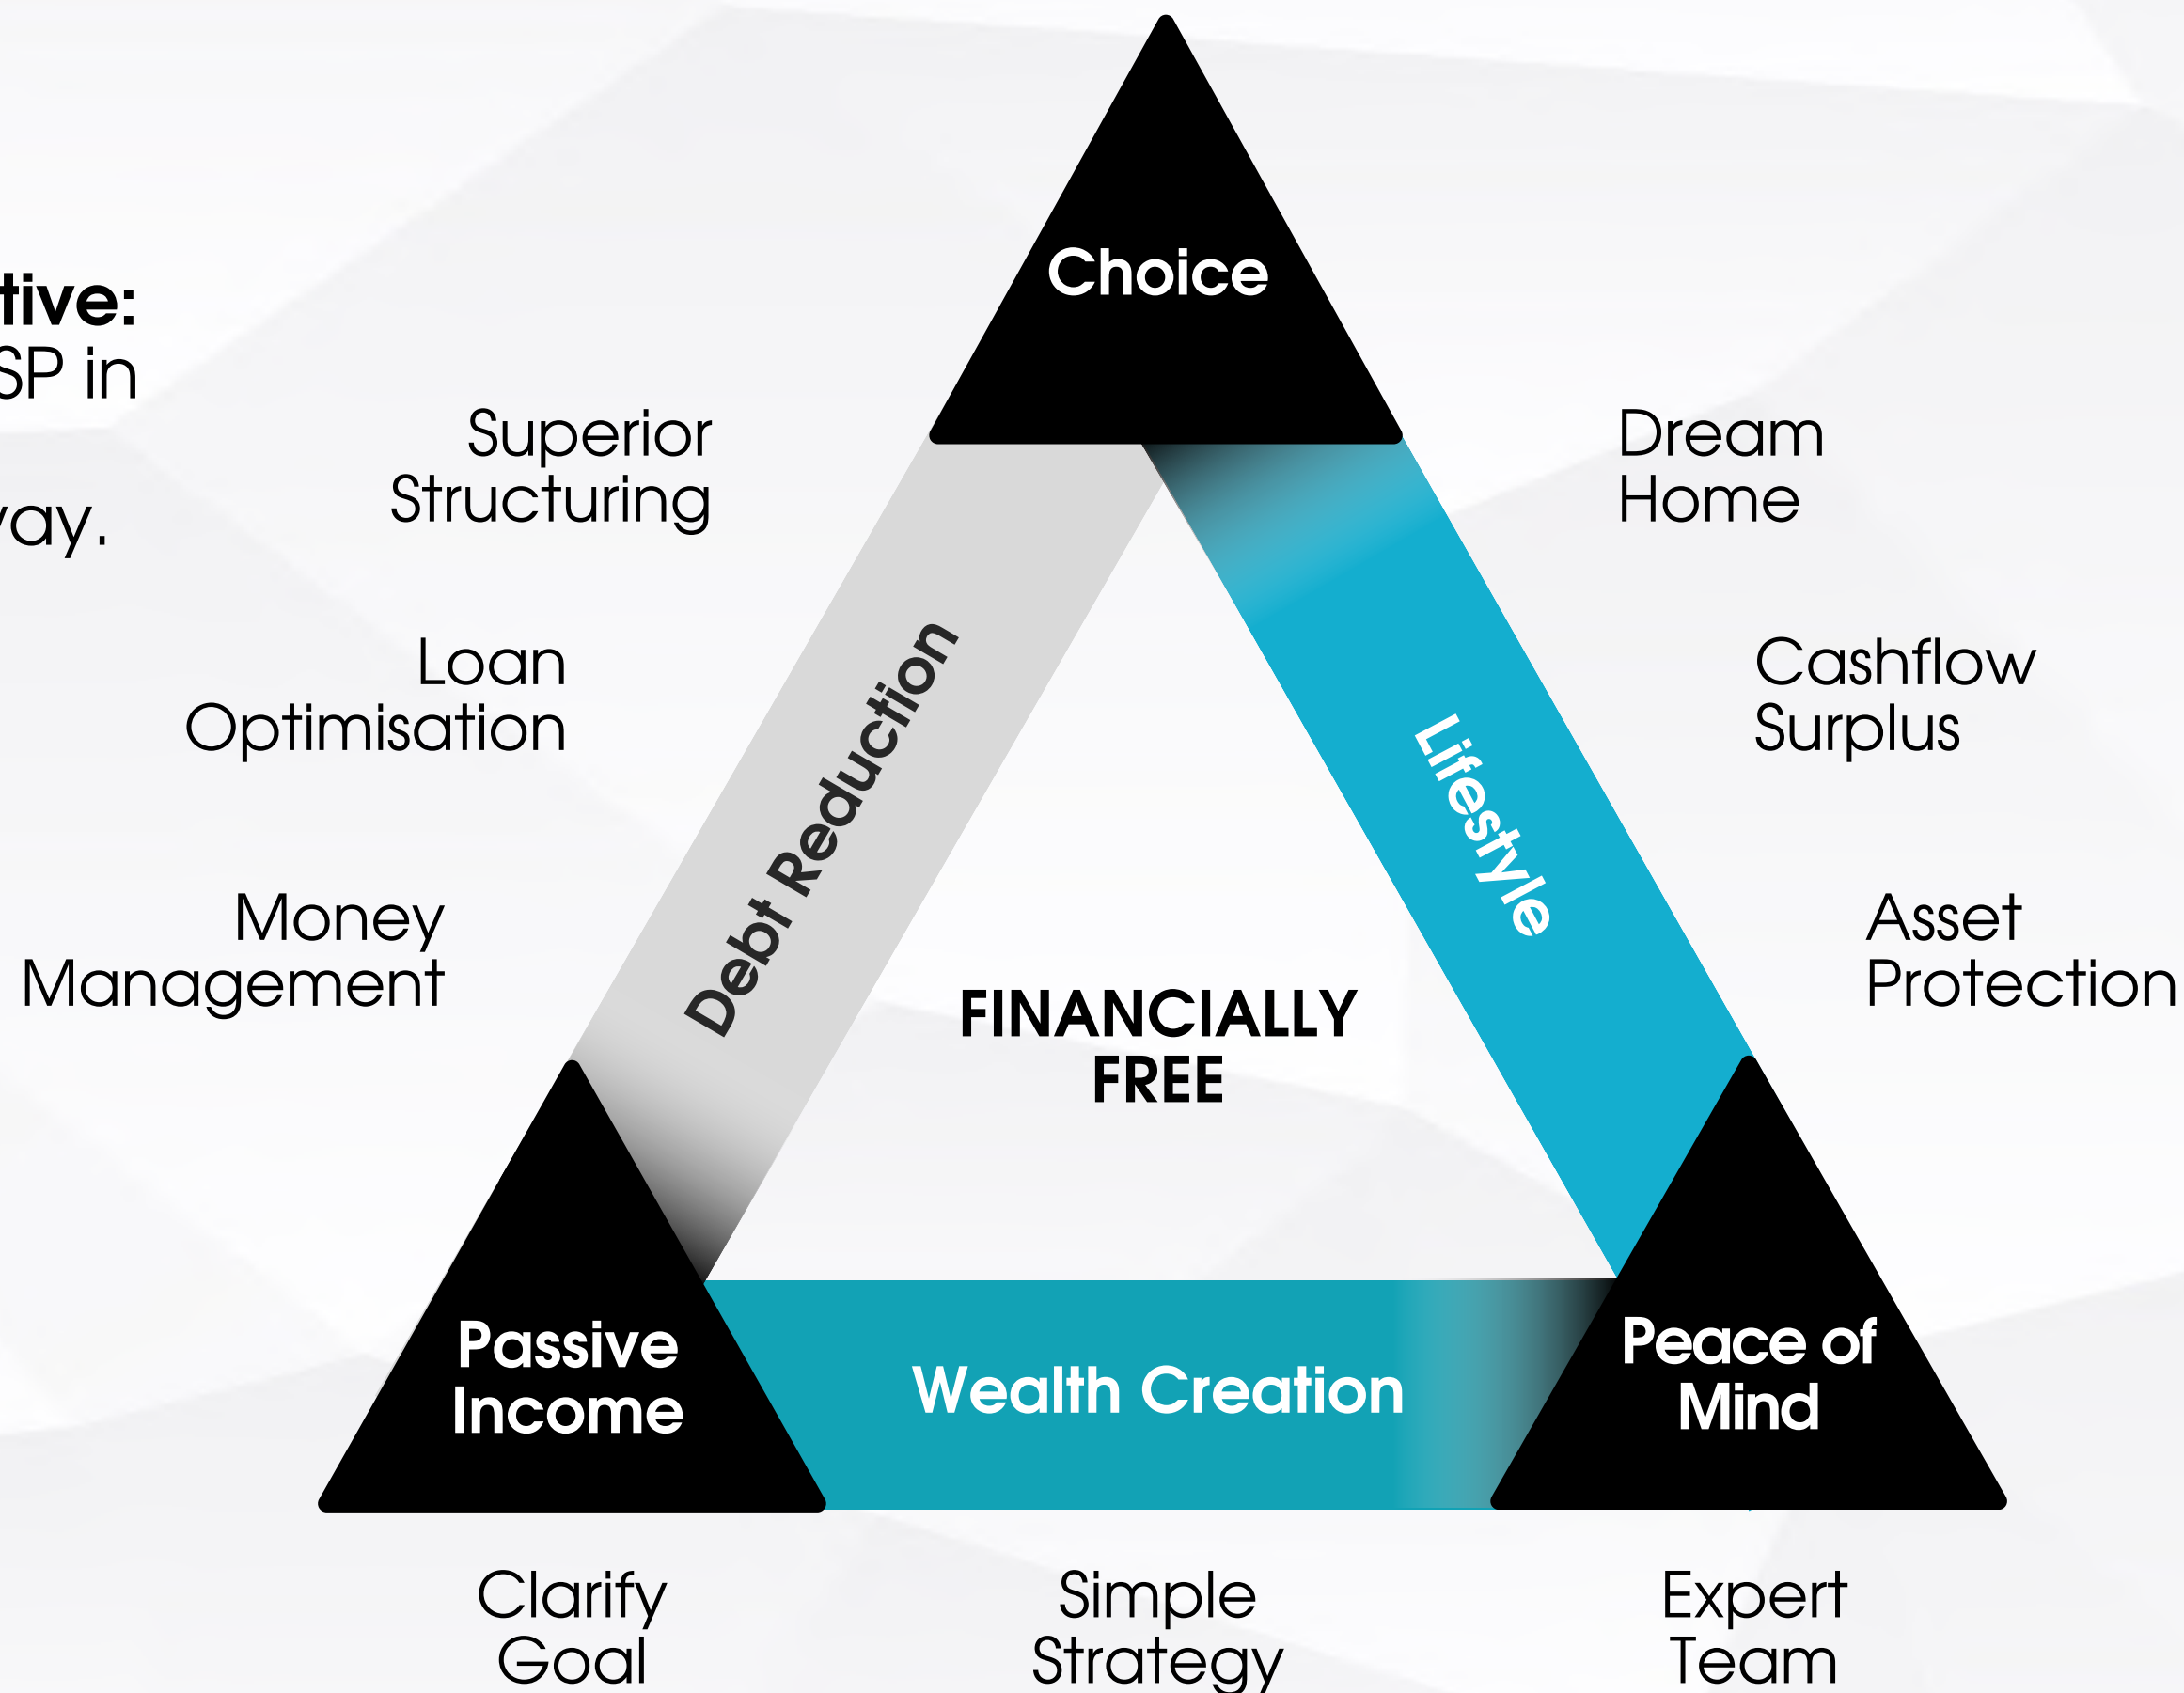 Choice
tive:
SP in
vay.
Superior
Structuring
Loan
Optimisation
Money
Management
Dream
Home
Cashflow
Surplus
Asset
Protection
Debt Reduction
Lifestyle
FINANCIALLY
FREE
Passive
Income
Wealth Creation
Peace of
Mind
Clarify
Goal
Simple
Strategy
Expert
Team